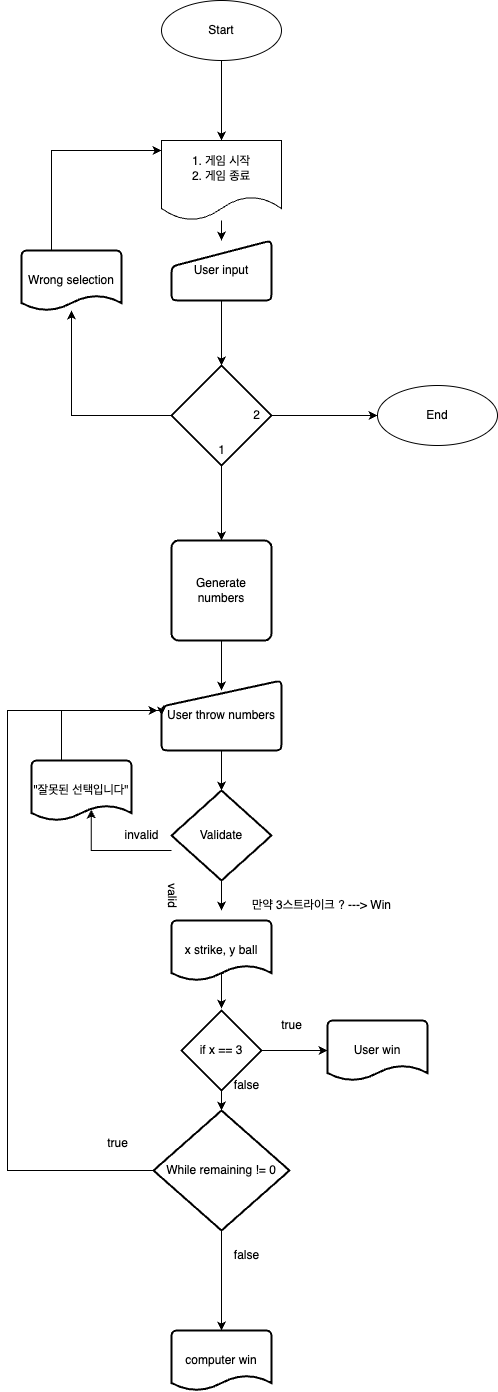 Start
1. 게임 시작
2. 게임 종료
Wrong selection
User input
2
1
End
Generate
numbers
User throw numbers
"잘못된 선택입니다"
invalid
Validate
valid
만약 3스트라이크 ? ---> Win
x strike, y ball
true
if x == 3
User win
false
true
While remaining != 0
false
computer win